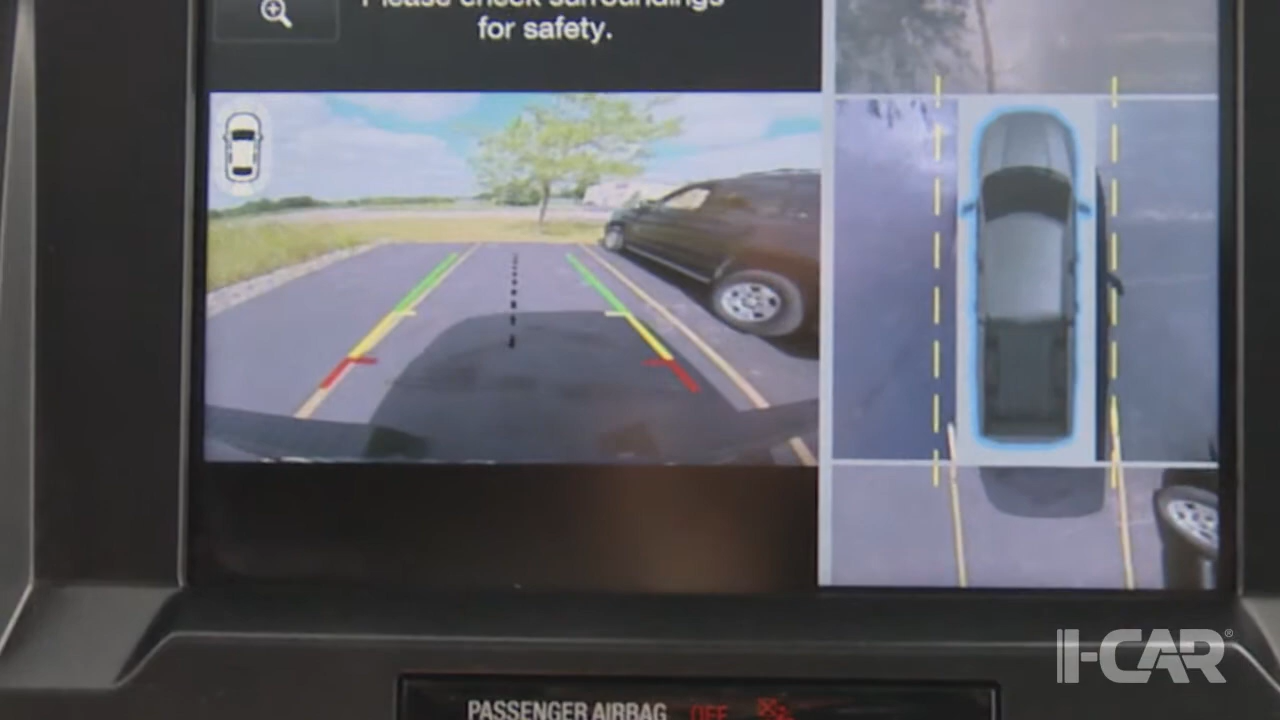 Please check surroundings
for safety.
I-CAR®
PASSENGER AIRBAG OFF